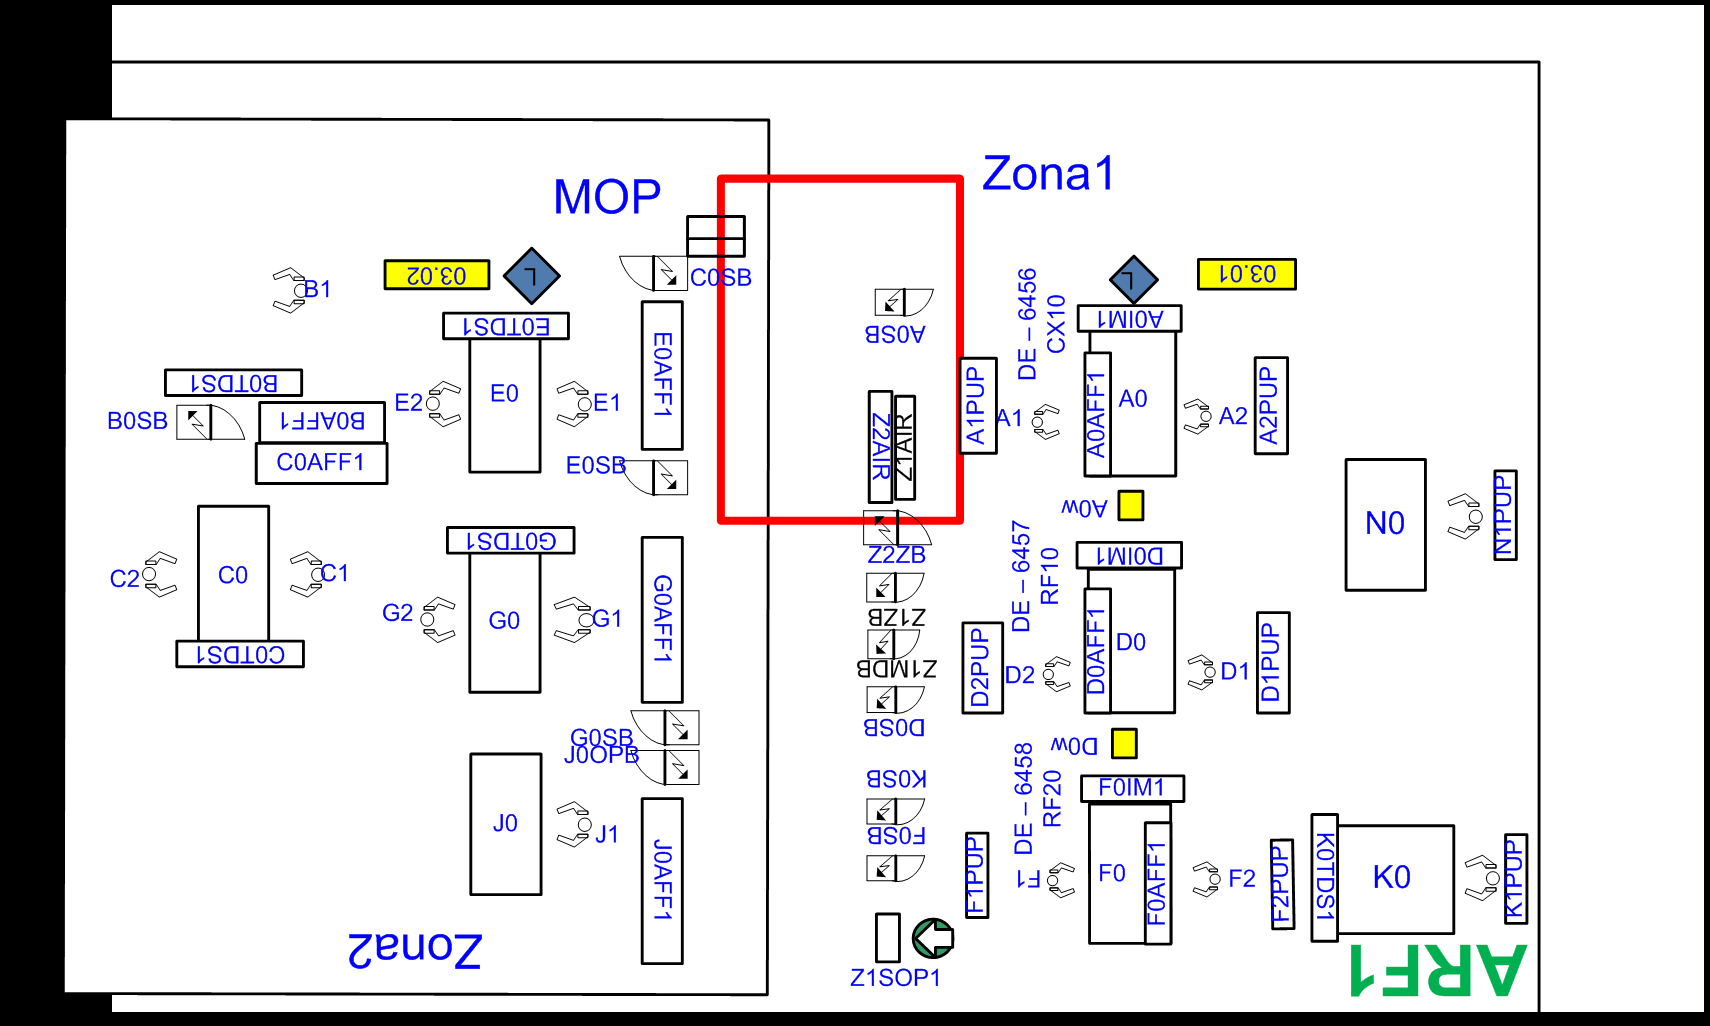 Zona1
MOP
03.02
L
C0SB
B1
E0TDS1
E0AFF1
A0SB
DE – 6456
CX10
L
03.01
A0IM1
B0TDS1
B0SB
B0AFF1
C0AFF1
E2
E0
E1
E0SB
Z2AIR
Z1AIR
A1PUP
A1
A0AFF1
A0
A2
A2PUP
A0w
N0
N1PUP
G0TDS1
Z2ZB
DE – 6457
RF10
D0IM1
C2
C0
C1
G2
G0
G1
G0AFF1
Z1ZB
C0TDS1
Z1MDB
D2PUP
D2
D0AFF1
D0
D1
D1PUP
D0SB
G0SB
J0OPB
D0w
K0SB
DE – 6458
RF20
F0IM1
J0
J1
J0AFF1
F0SB
F1PUP
F1
F0
F0AFF1
F2
F2PUP
K0TDS1
K0
K1PUP
Zona2
Z1SOP1
ARF1